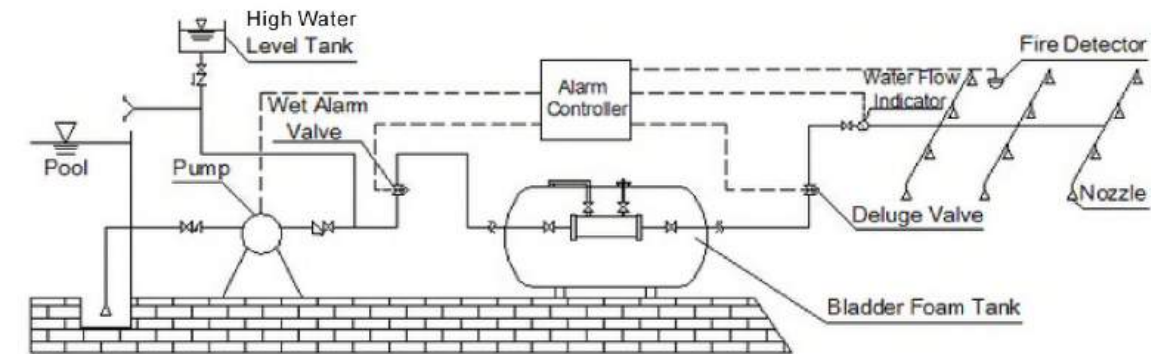 High Water
Level Tank
Fire Detector
Water Flow
Indicator
Alarm
Controller
Wet Alarm
Valve
Pool
Pump
Nozzle
Deluge Valve
Bladder Foam Tank